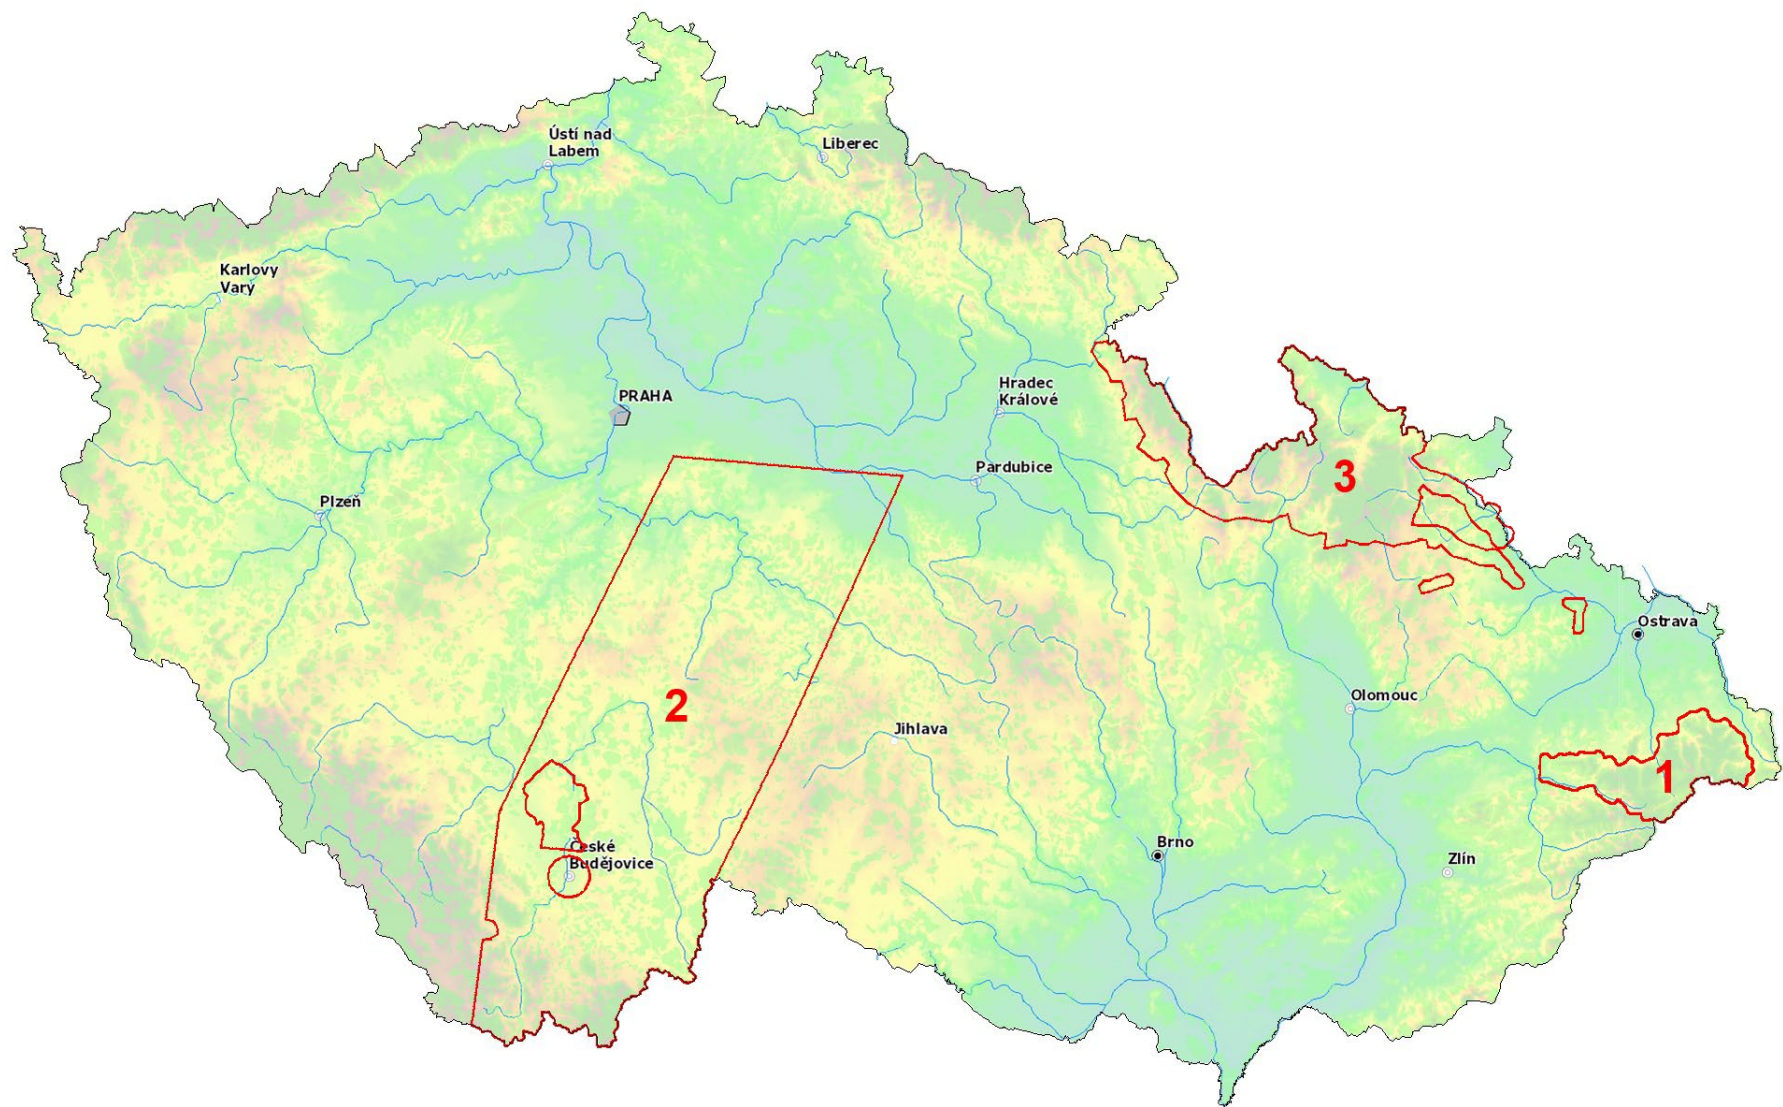 Ústí nad
Labem
Liberec
Karlovy
Vary
PRAHA
Hradec
Králové
Pardubice
3
Plzeň
Ostrava
2
Olomouc
Jihlava
1
České
Budějovice
Brno
Zlín